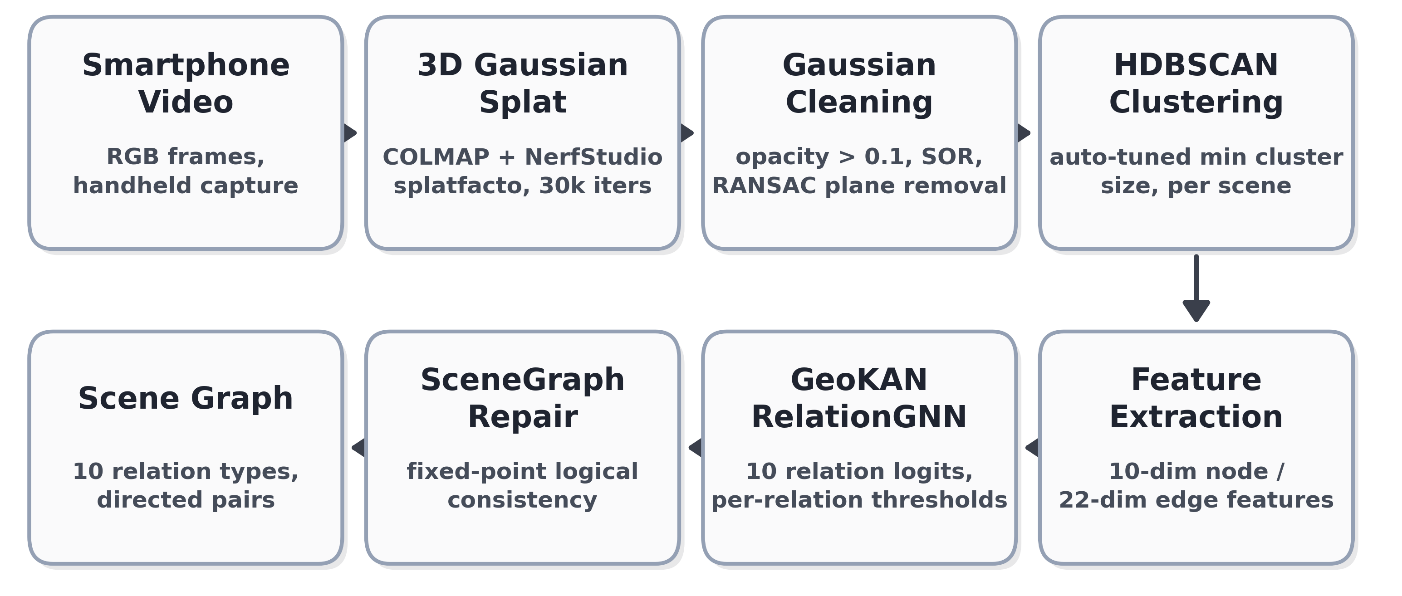 Smartphone
Video
RGB frames,
handheld capture
3D Gaussian
Splat
COLMAP + NerfStudio
splatfacto, 30k iters
Gaussian
Cleaning
opacity > 0.1, SOR,
RANSAC plane removal
HDBSCAN
Clustering
auto-tuned min cluster
size, per scene
Feature
Extraction
10-dim node /
22-dim edge features
GeoKAN
RelationGNN
10 relation logits,
per-relation thresholds
SceneGraph
Repair
fixed-point logical
consistency
Scene Graph
10 relation types,
directed pairs